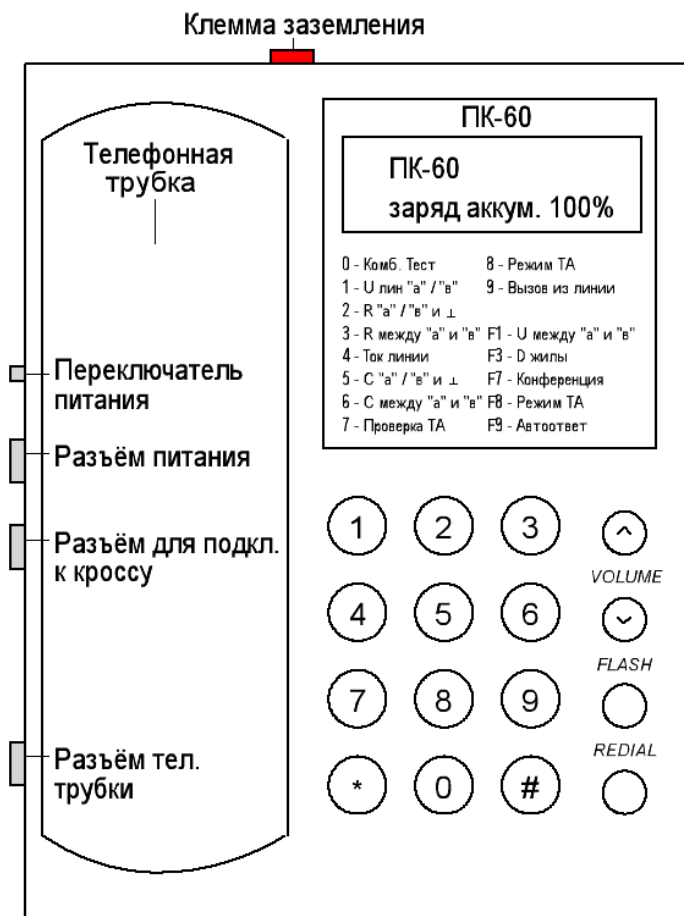 Клемма заземления
ПК-60
ПК-60
заряд аккум. 100%
Телефонная
трубка
0 - Комб. Тест 8 - Режим ТА
1 - U лин "а" / "в" 9 - Вызов из линии
2 - R "а" / "в" и ⊥
3 - R между "а" и "в" F1 - U между "а" и "в"
4 - Ток линии F3 - D жилы
5 - С "а" / "в" и ⊥ F7 - Конференция
6 - С между "а" и "в" F8 - Режим ТА
7 - Проверка ТА F9 - Автоответ
Переключатель
питания
Разъём питания
Разъём для подкл.
к кроссу
Разъём тел.
трубки
1 2 3 ^
VOLUME
4 5 6 ⌄
FLASH
7 8 9
REDIAL
* 0 #